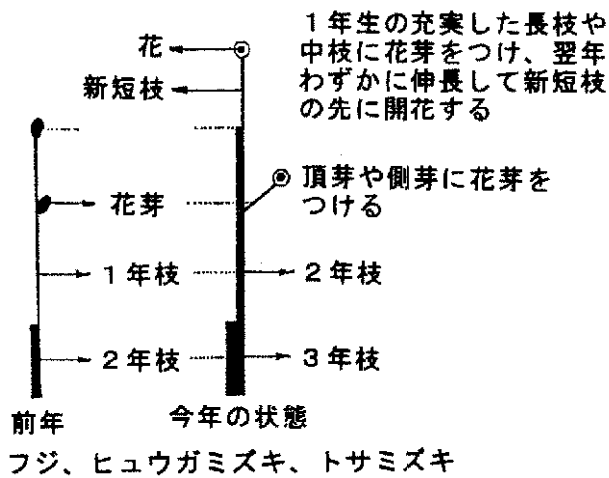 1年生の充実した長枝や
中枝に花芽をつけ、翌年
わずかに伸長して新短枝
の先に開花する
花
新短枝
頂芽や側芽に花芽を
つける
花芽
1年枝
2年枝
2年枝
3年枝
前年
今年の状態
フジ、ヒュウガミズキ、トサミズキ